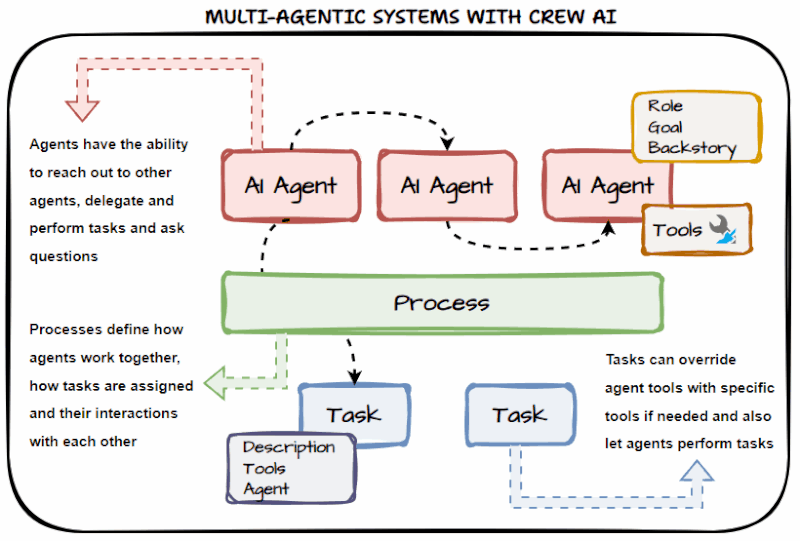 MULTI-AGENTIC SYSTEMS WITH CREW AI
Agents have the ability
to reach out to other
agents, delegate and
perform tasks and ask
questions
AI Agent
AI Agent
AI Agent
Role
Goal
Backstory
Tools
Process
Processes define how
agents work together,
how tasks are assigned
and their interactions
with each other
Task
Description
Tools
Agent
Task
Tasks can override
agent tools with specific
tools if needed and also
let agents perform tasks